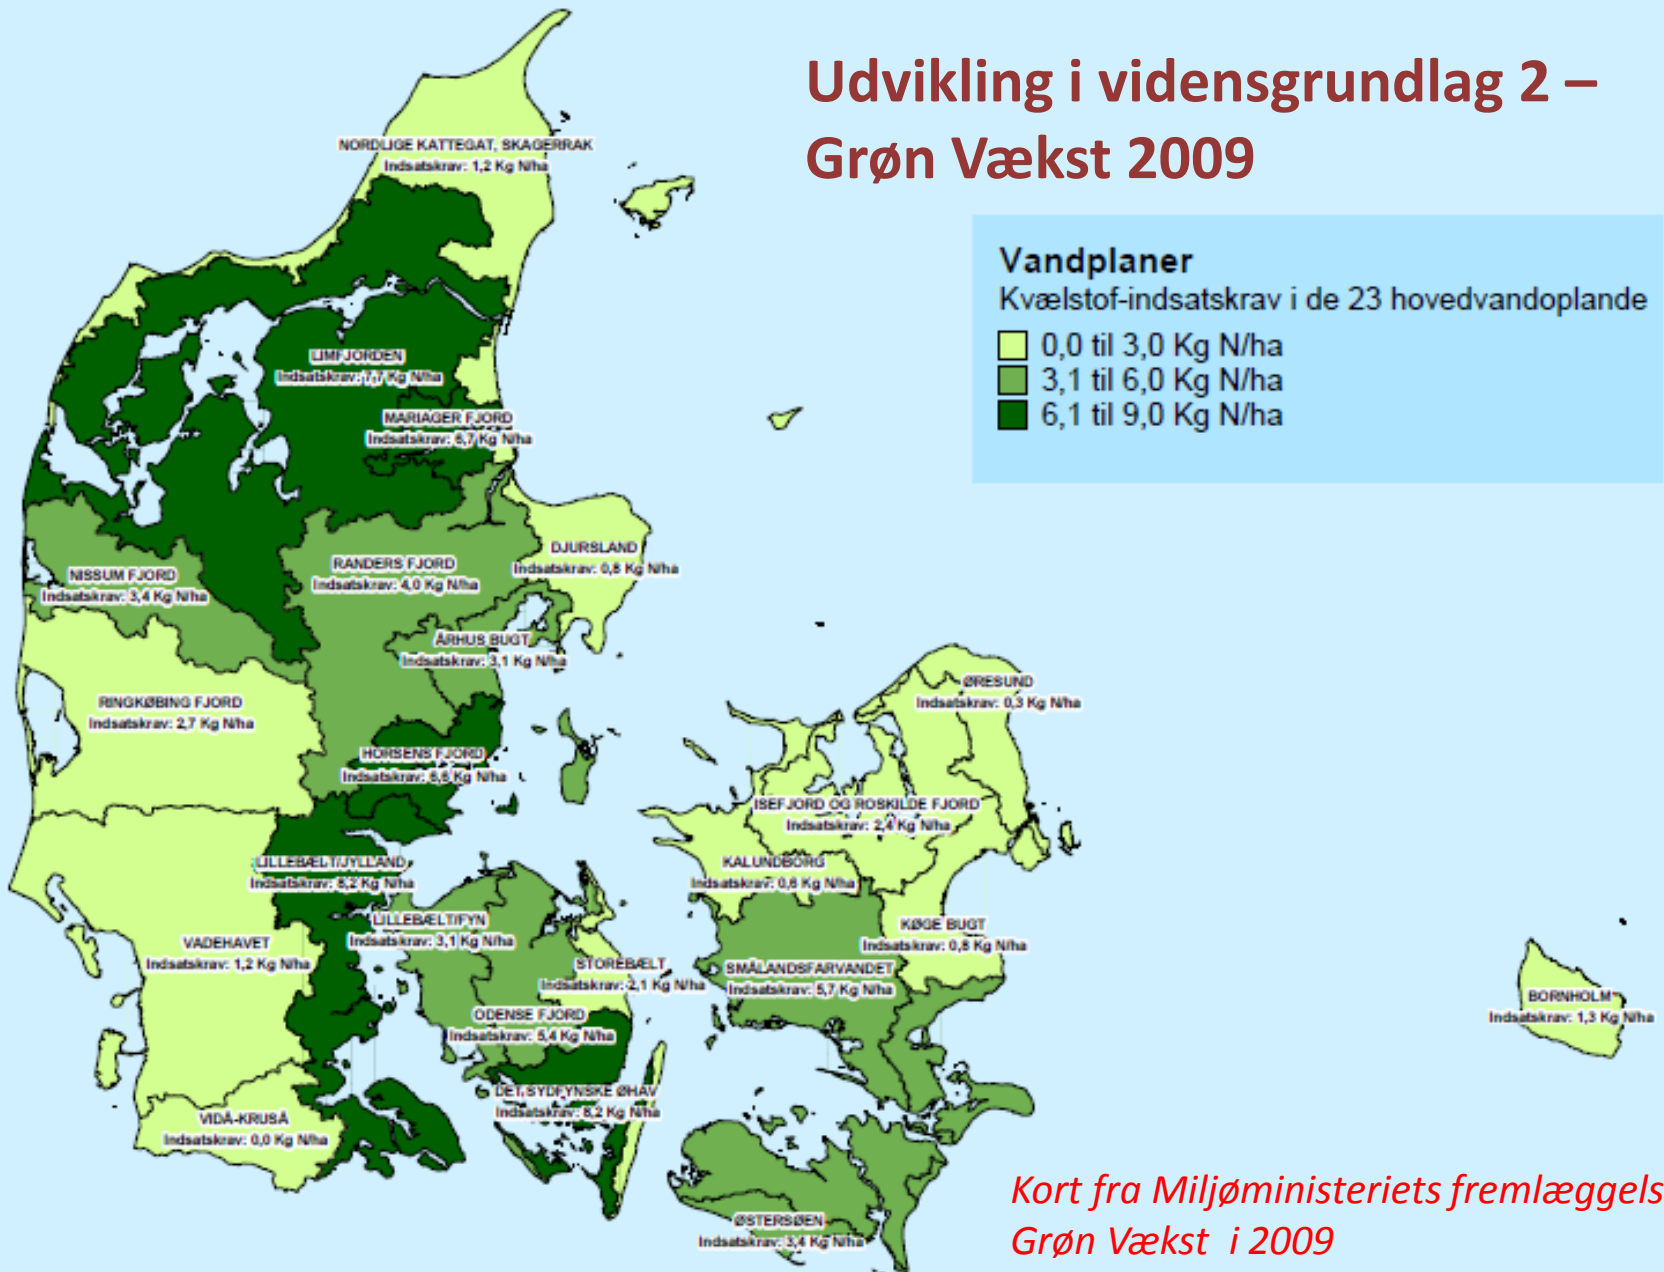 Udvikling i vidensgrundlag 2 –
Grøn Vækst 2009
Vandplaner
Kvælstof-indsatskrav i de 23 hovedvandoplande
0,0 til 3,0 Kg N/ha
3,1 til 6,0 Kg N/ha
6,1 til 9,0 Kg N/ha
NORDLIGE KATTEGAT, SKAGERRAK
Indsatskrav: 1,2 Kg N/ha
LIMFJORDEN
Indsatskrav: 7,7 Kg N/ha
MARIAGER FJORD
Indsatskrav: 6,7 Kg N/ha
DJURSLAND
Indsatskrav: 0,8 Kg N/ha
NISSUM FJORD
Indsatskrav: 3,4 Kg N/ha
RANDERS FJORD
Indsatskrav: 4,0 Kg N/ha
ÅRHUS BUGT
Indsatskrav: 3,1 Kg N/ha
RINGKØBING FJORD
Indsatskrav: 2,7 Kg N/ha
HORSENS FJORD
Indsatskrav: 6,6 Kg N/ha
ØRESUND
Indsatskrav: 0,3 Kg N/ha
ISEFJORD OG ROSKILDE FJORD
Indsatskrav: 2,4 Kg N/ha
LILLEBÆLT/JYLLAND
Indsatskrav: 8,2 Kg N/ha
KALUNDBORG
Indsatskrav: 0,6 Kg N/ha
LILLEBÆLT/FYN
Indsatskrav: 3,1 Kg N/ha
KØGE BUGT
Indsatskrav: 0,8 Kg N/ha
VADEHAVET
Indsatskrav: 1,2 Kg N/ha
STOREBÆLT
Indsatskrav: 2,1 Kg N/ha
SMÅLANDSFARVANDET
Indsatskrav: 5,7 Kg N/ha
ODENSE FJORD
Indsatskrav: 5,4 Kg N/ha
BORNHOLM
Indsatskrav: 1,3 Kg N/ha
DET SYDFYNSKE ØHAV
Indsatskrav: 8,2 Kg N/ha
VIDÅ-KRUSÅ
Indsatskrav: 0,0 Kg N/ha
ØSTERSØEN
Indsatskrav: 3,4 Kg N/ha
Kort fra Miljøministeriets fremlæggels
Grøn Vækst i 2009